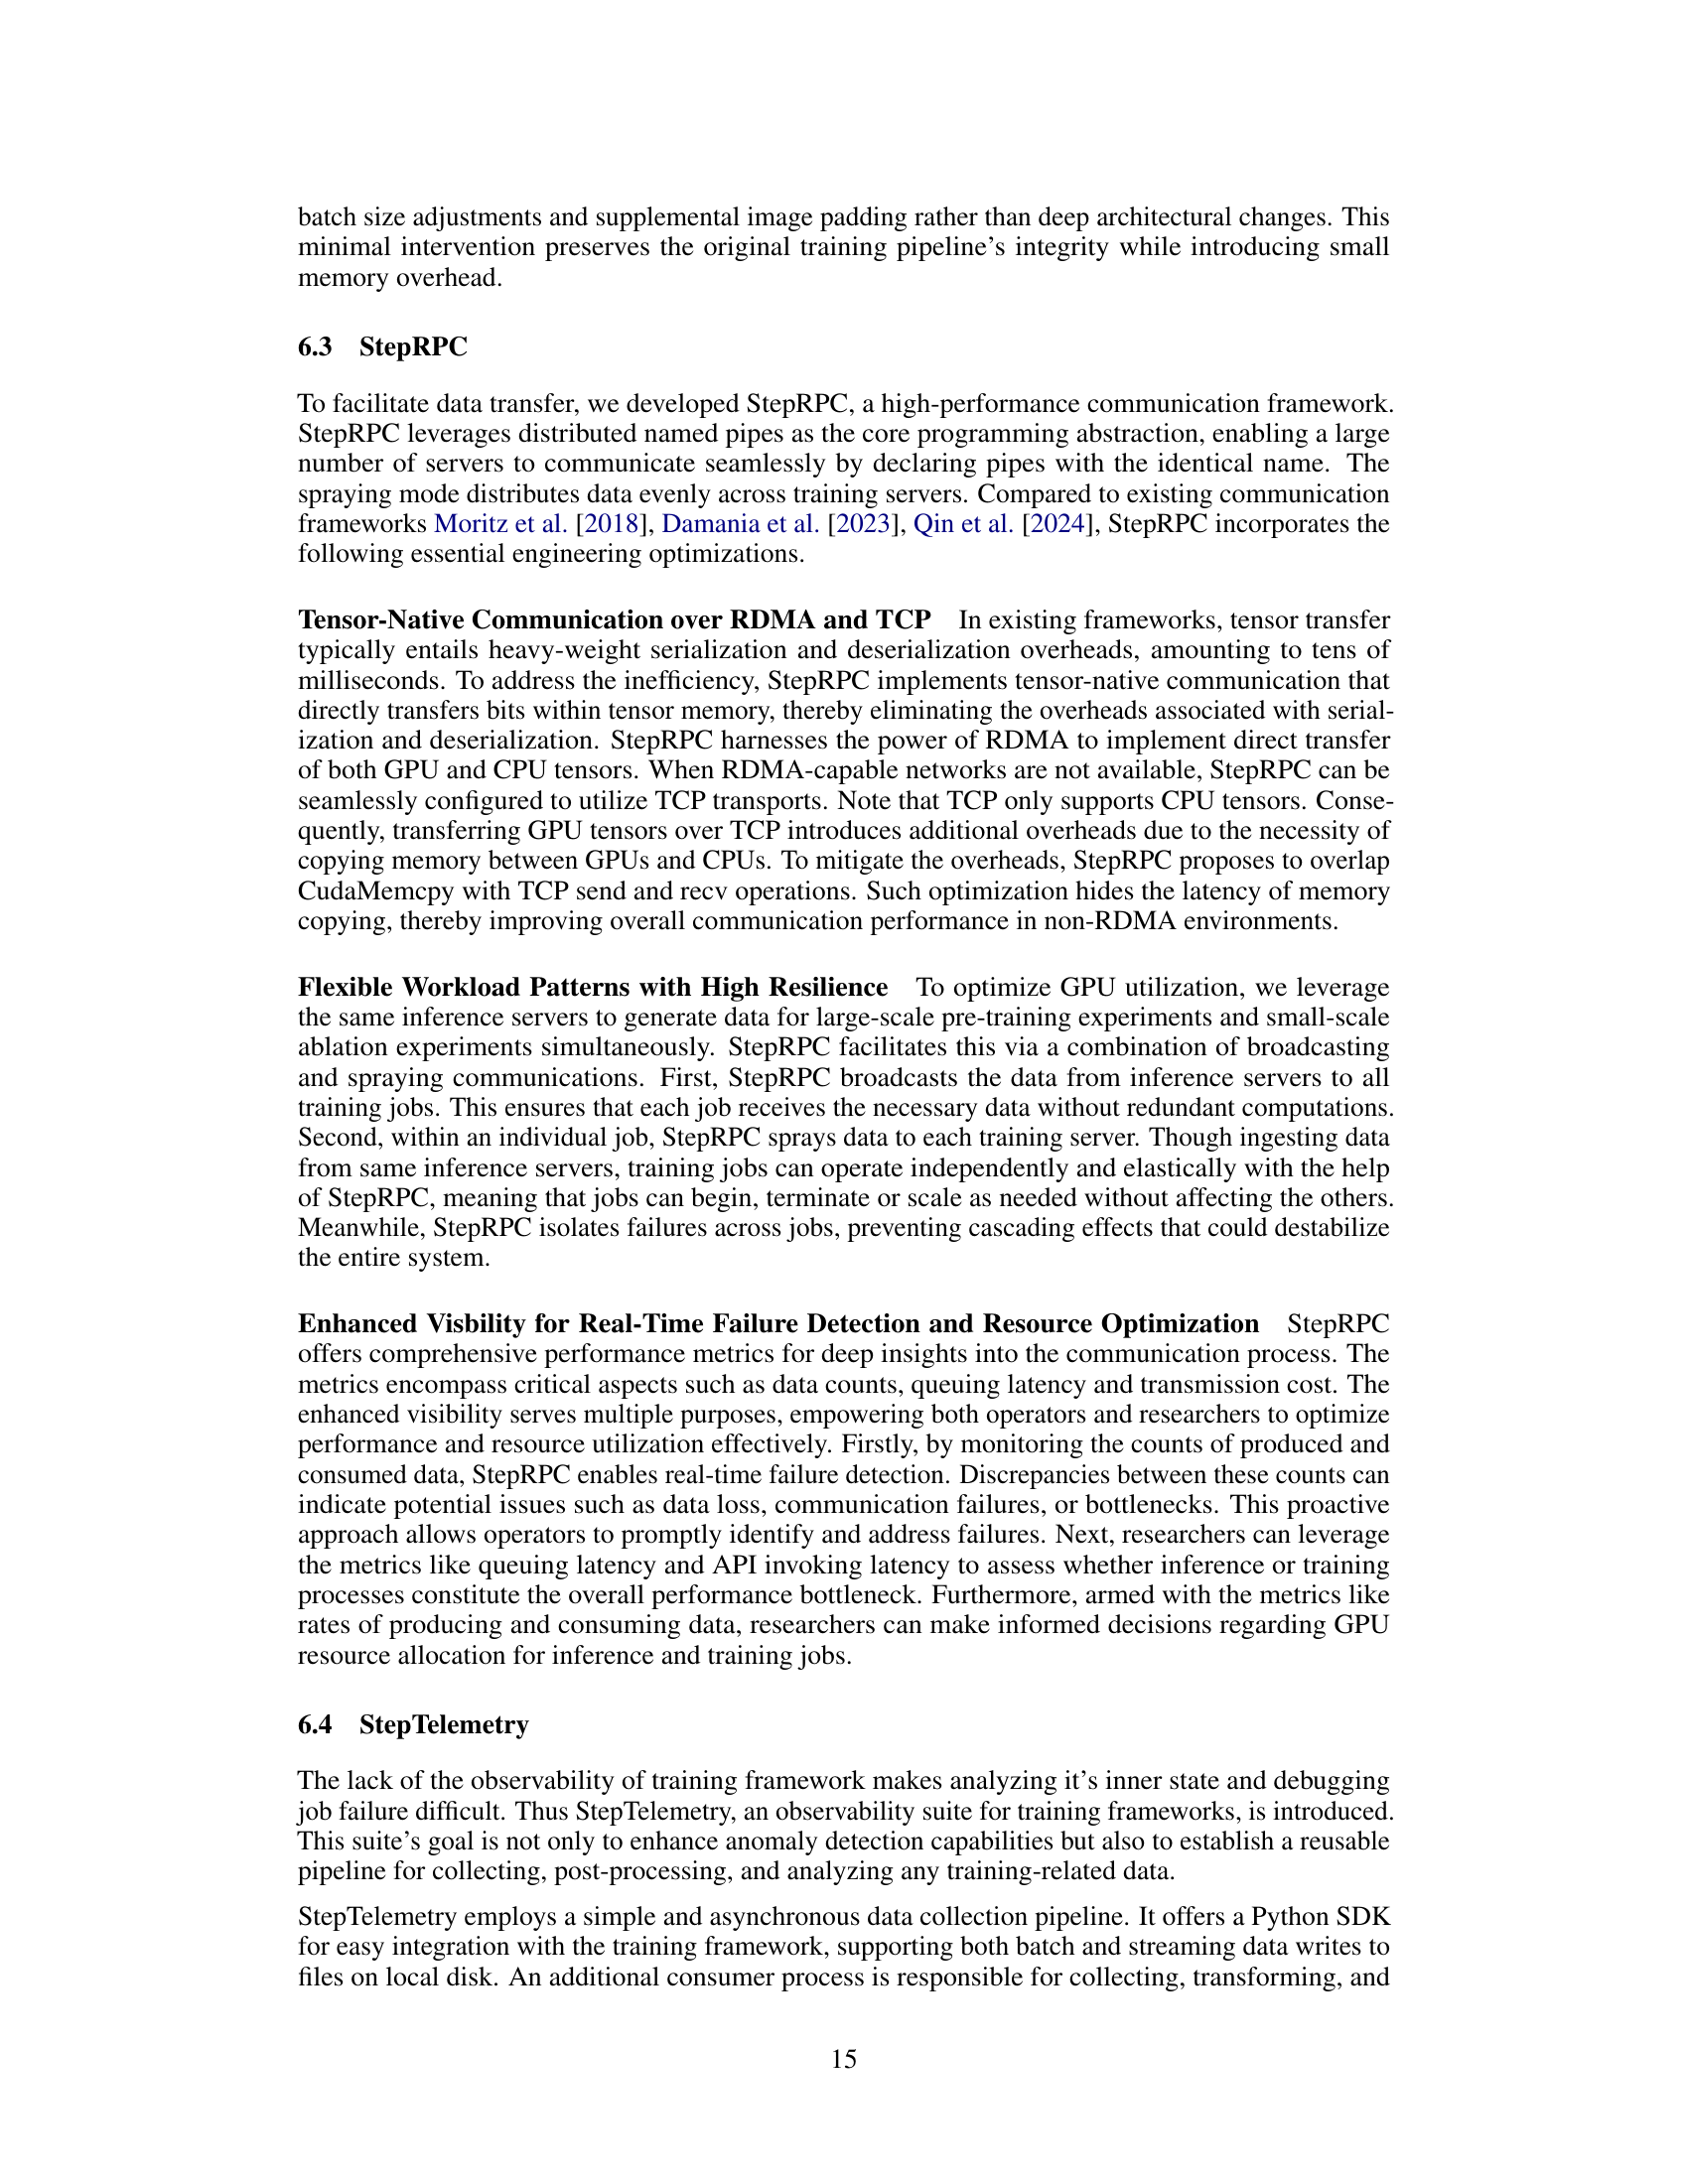 batch size adjustments and supplemental image padding rather than deep architectural changes. This
minimal intervention preserves the original training pipeline's integrity while introducing small
memory overhead.
6.3 StepRPC
To facilitate data transfer, we developed StepRPC, a high-performance communication framework.
StepRPC leverages distributed named pipes as the core programming abstraction, enabling a large
number of servers to communicate seamlessly by declaring pipes with the identical name. The
spraying mode distributes data evenly across training servers. Compared to existing communication
frameworks Moritz et al. [2018], Damania et al. [2023], Qin et al. [2024], StepRPC incorporates the
following essential engineering optimizations.
Tensor-Native Communication over RDMA and TCP In existing frameworks, tensor transfer
typically entails heavy-weight serialization and deserialization overheads, amounting to tens of
milliseconds. To address the inefficiency, StepRPC implements tensor-native communication that
directly transfers bits within tensor memory, thereby eliminating the overheads associated with serial-
ization and deserialization. StepRPC harnesses the power of RDMA to implement direct transfer
of both GPU and CPU tensors. When RDMA-capable networks are not available, StepRPC can be
seamlessly configured to utilize TCP transports. Note that TCP only supports CPU tensors. Conse-
quently, transferring GPU tensors over TCP introduces additional overheads due to the necessity of
copying memory between GPUs and CPUs. To mitigate the overheads, StepRPC proposes to overlap
CudaMemcpy with TCP send and recv operations. Such optimization hides the latency of memory
copying, thereby improving overall communication performance in non-RDMA environments.
Flexible Workload Patterns with High Resilience To optimize GPU utilization, we leverage
the same inference servers to generate data for large-scale pre-training experiments and small-scale
ablation experiments simultaneously. StepRPC facilitates this via a combination of broadcasting
and spraying communications. First, StepRPC broadcasts the data from inference servers to all
training jobs. This ensures that each job receives the necessary data without redundant computations.
Second, within an individual job, StepRPC sprays data to each training server. Though ingesting data
from same inference servers, training jobs can operate independently and elastically with the help
of StepRPC, meaning that jobs can begin, terminate or scale as needed without affecting the others.
Meanwhile, StepRPC isolates failures across jobs, preventing cascading effects that could destabilize
the entire system.
Enhanced Visbility for Real-Time Failure Detection and Resource Optimization StepRPC
offers comprehensive performance metrics for deep insights into the communication process. The
metrics encompass critical aspects such as data counts, queuing latency and transmission cost. The
enhanced visibility serves multiple purposes, empowering both operators and researchers to optimize
performance and resource utilization effectively. Firstly, by monitoring the counts of produced and
consumed data, StepRPC enables real-time failure detection. Discrepancies between these counts can
indicate potential issues such as data loss, communication failures, or bottlenecks. This proactive
approach allows operators to promptly identify and address failures. Next, researchers can leverage
the metrics like queuing latency and API invoking latency to assess whether inference or training
processes constitute the overall performance bottleneck. Furthermore, armed with the metrics like
rates of producing and consuming data, researchers can make informed decisions regarding GPU
resource allocation for inference and training jobs.
6.4 StepTelemetry
The lack of the observability of training framework makes analyzing it's inner state and debugging
job failure difficult. Thus StepTelemetry, an observability suite for training frameworks, is introduced.
This suite's goal is not only to enhance anomaly detection capabilities but also to establish a reusable
pipeline for collecting, post-processing, and analyzing any training-related data.
StepTelemetry employs a simple and asynchronous data collection pipeline. It offers a Python SDK
for easy integration with the training framework, supporting both batch and streaming data writes to
files on local disk. An additional consumer process is responsible for collecting, transforming, and
15